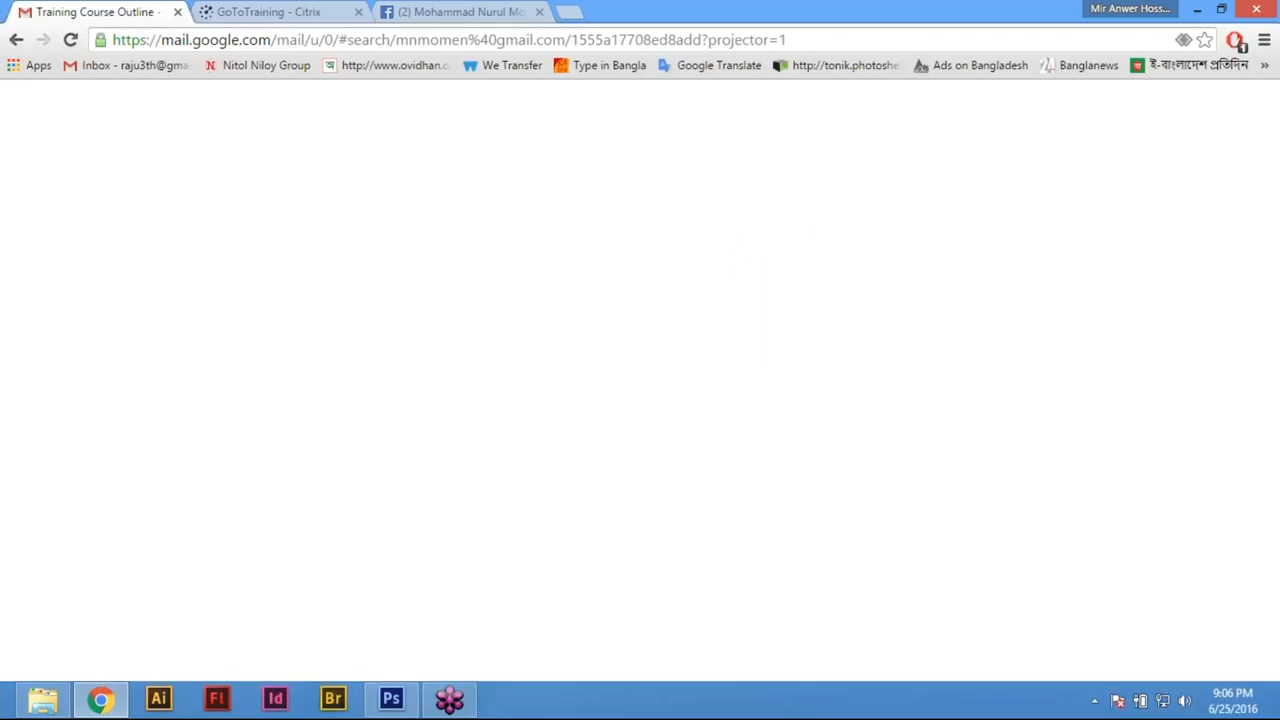 Training Course Outline -
GoToTraining - Citrix
(2) Mohammad Nurul Mo
Mir Anwer Hoss...
https://mail.google.com/mail/u/0/#search/mnmomen%40gmail.com/1555a17708ed8add?projector=1
Apps
Inbox - raju3th@gma
Nitol Niloy Group
http://www.ovidhan.o
We Transfer
Type in Bangla
Google Translate
http://tonik.photoshe
Ads on Bangladesh
Banglanews
ই-বাংলাদেশ প্রতিদিন
»
Ai
Fl
Id
Br
Ps
9:06 PM
6/25/2016